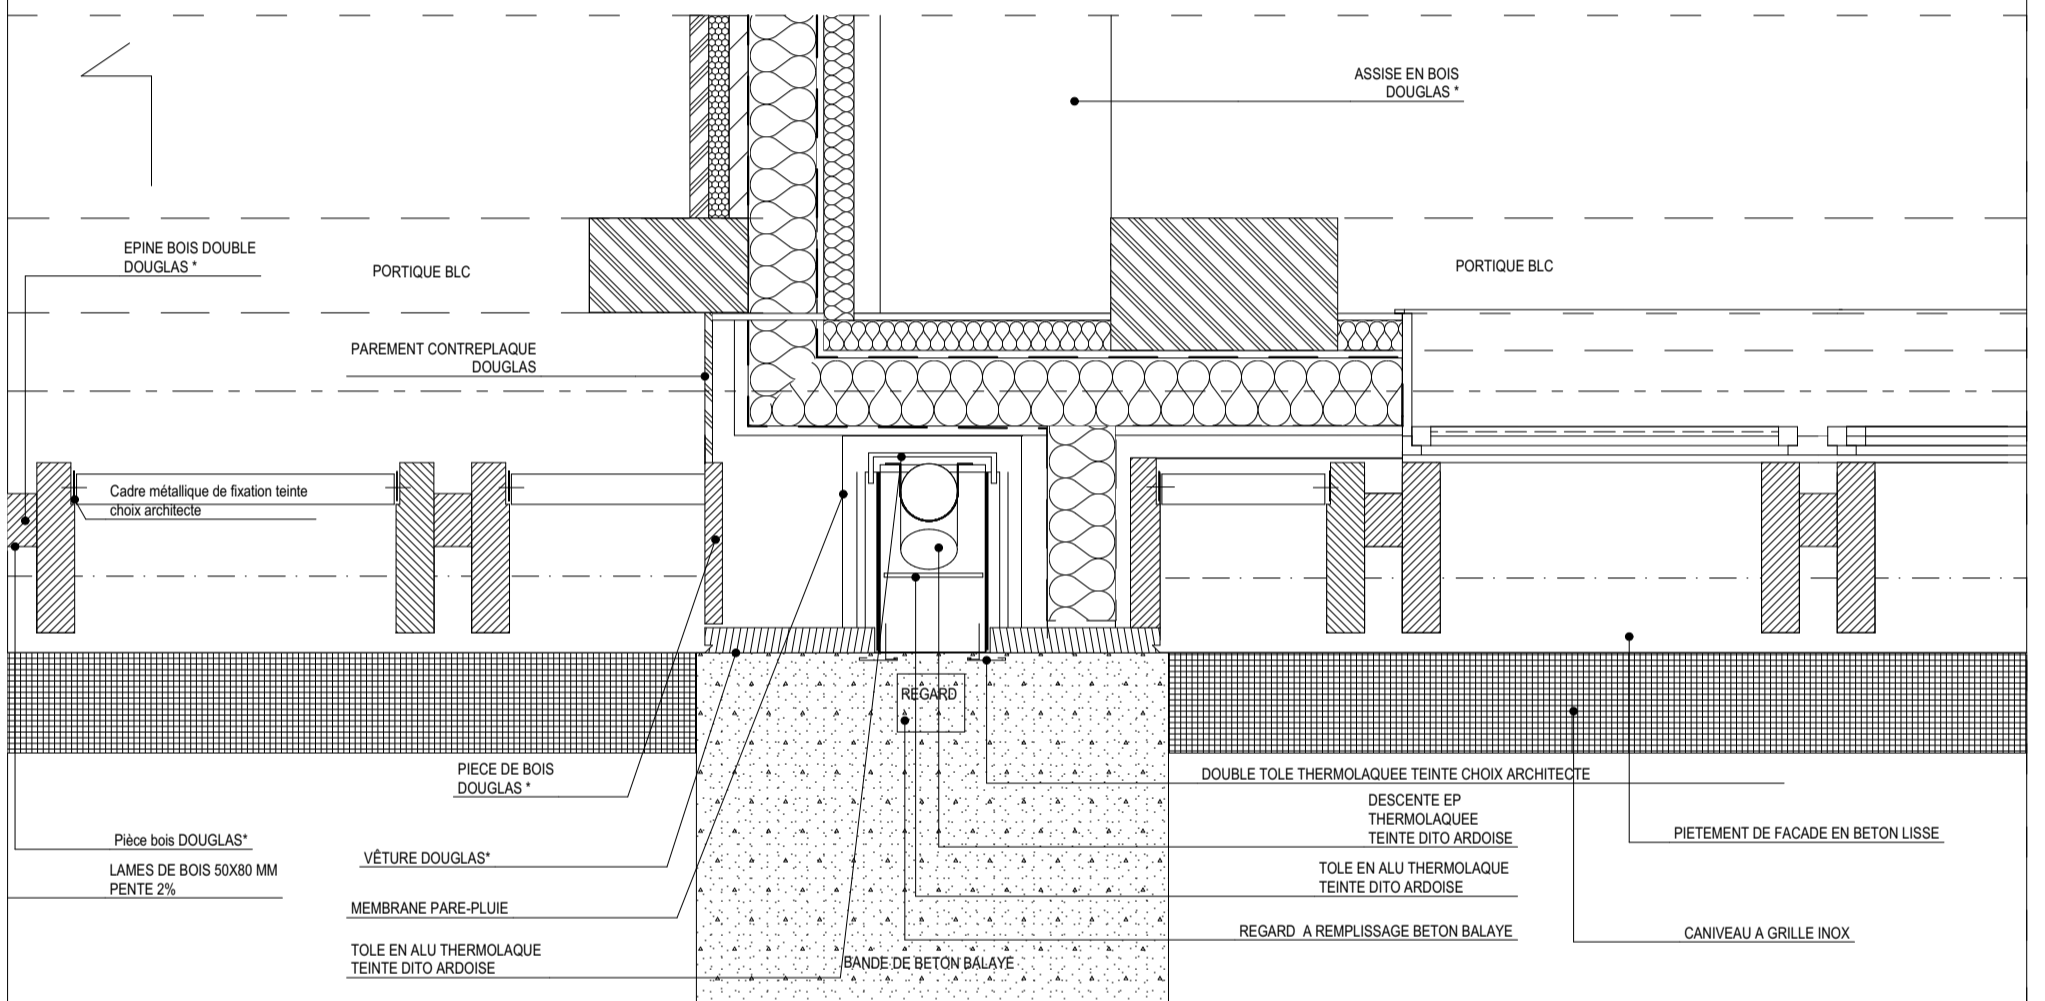 ASSISE EN BOIS
DOUGLAS *
EPINE BOIS DOUBLE
DOUGLAS *
PORTIQUE BLC
PORTIQUE BLC
PAREMENT CONTREPLAQUE
DOUGLAS
Cadre métallique de fixation teinte
choix architecte
REGARD
PIECE DE BOIS
DOUGLAS *
DOUBLE TOLE THERMOLAQUEE TEINTE CHOIX ARCHITECTE
DESCENTE EP
THERMOLAQUEE
TEINTE DITO ARDOISE
PIETEMENT DE FACADE EN BETON LISSE
Pièce bois DOUGLAS*
VÊTURE DOUGLAS*
LAMES DE BOIS 50X80 MM
PENTE 2%
TOLE EN ALU THERMOLAQUE
TEINTE DITO ARDOISE
MEMBRANE PARE-PLUIE
REGARD A REMPLISSAGE BETON BALAYE
CANIVEAU A GRILLE INOX
TOLE EN ALU THERMOLAQUE
TEINTE DITO ARDOISE
BANDE DE BETON BALAYE